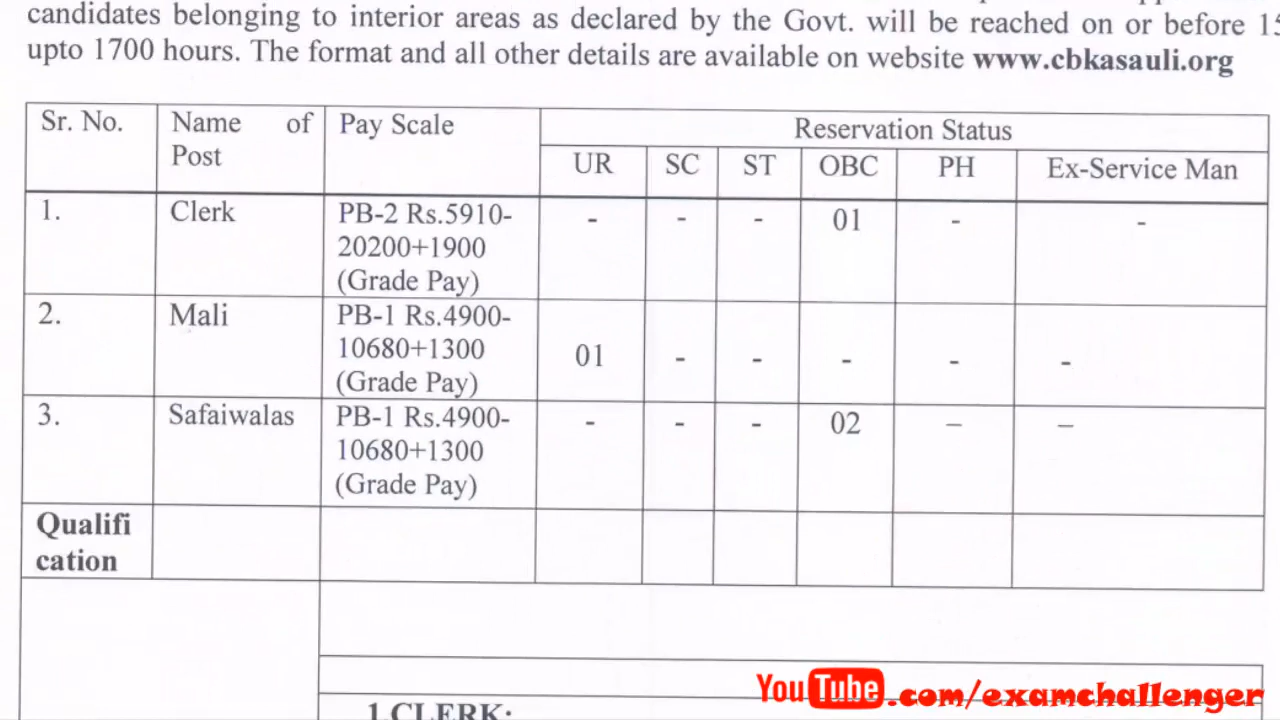 candidates belonging to interior areas as declared by the Govt. will be reached on or before
upto 1700 hours. The format and all other details are available on website www.cbkasauli.org
Sr. No. Name of Post Pay Scale Reservation Status
UR SC ST OBC PH Ex-Service Man
1. Clerk PB-2 Rs.5910-
20200+1900
(Grade Pay)
- - - 01 - -
2. Mali PB-1 Rs.4900-
10680+1300
(Grade Pay)
01 - - - - -
3. Safaiwalas PB-1 Rs.4900-
10680+1300
(Grade Pay)
- - - 02 – –
Qualifi
cation
1.CLERK:
YouTube.com/examchallenger